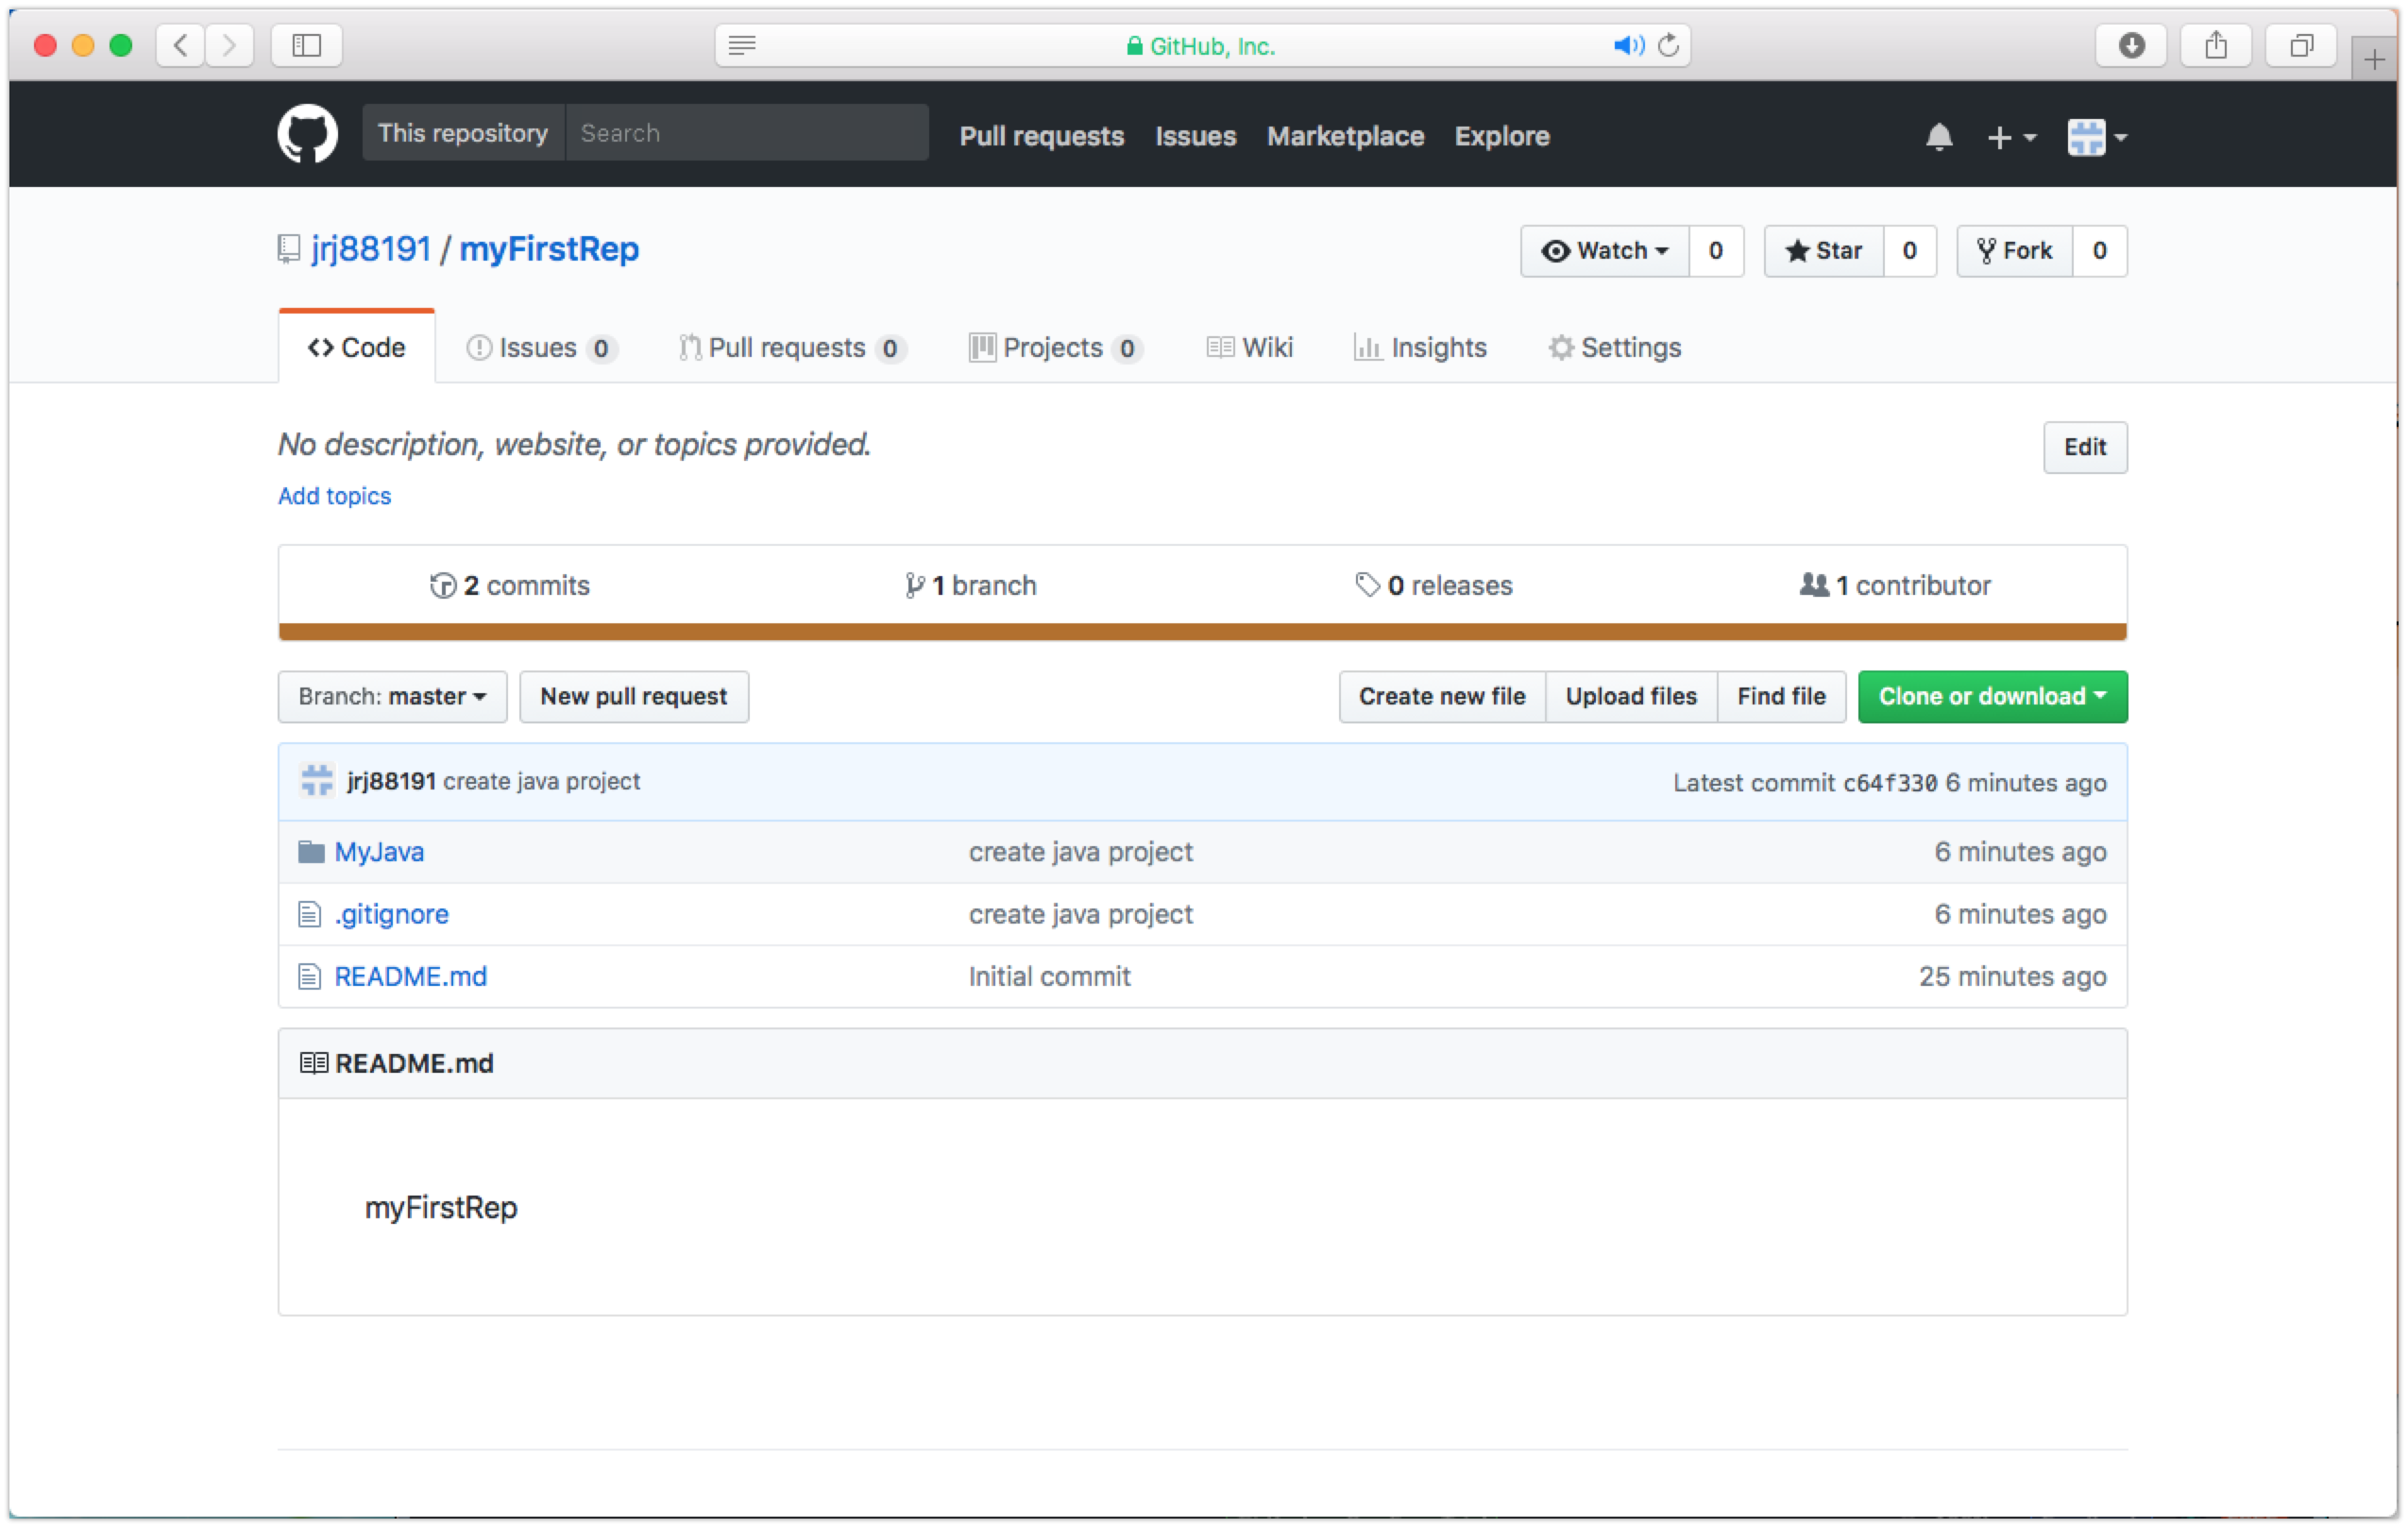 GitHub, Inc.
This repository Search Pull requests Issues Marketplace Explore
jrj88191 / myFirstRep Watch 0 Star 0 Fork 0
Code Issues 0 Pull requests 0 Projects 0 Wiki Insights Settings
No description, website, or topics provided. Edit
Add topics
2 commits 1 branch 0 releases 1 contributor
Branch: master New pull request Create new file Upload files Find file Clone or download
jrj88191 create java project Latest commit c64f330 6 minutes ago
MyJava create java project 6 minutes ago
.gitignore create java project 6 minutes ago
README.md Initial commit 25 minutes ago
README.md
myFirstRep